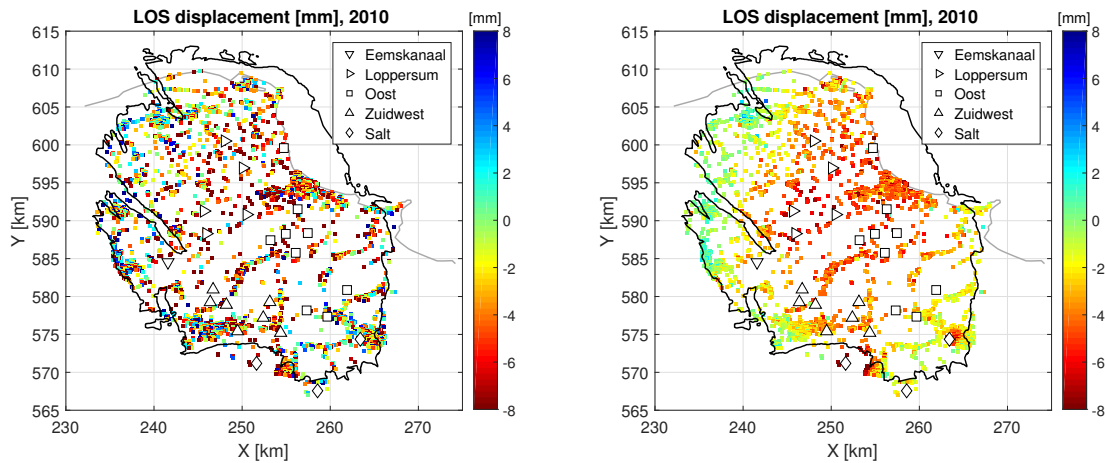 LOS displacement [mm], 2010
[mm]
615
610
605
600
595
590
585
580
575
570
565
Y [km]
230
240
250
260
270
X [km]
Eemskanaal
Loppersum
Oost
Zuidwest
Salt
8
6
4
2
0
-2
-4
-6
-8
LOS displacement [mm], 2010
[mm]
615
610
605
600
595
590
585
580
575
570
565
Y [km]
230
240
250
260
270
X [km]
Eemskanaal
Loppersum
Oost
Zuidwest
Salt
8
6
4
2
0
-2
-4
-6
-8